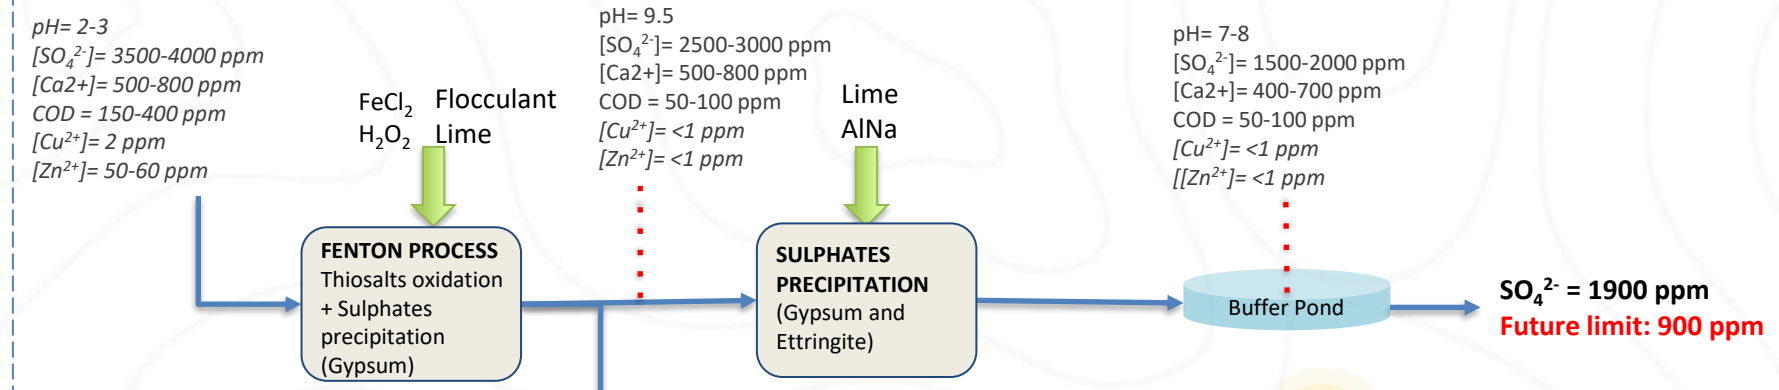 pH= 2-3
[SO₄²⁻]= 3500-4000 ppm
[Ca2+]= 500-800 ppm
COD = 150-400 ppm
[Cu²⁺]= 2 ppm
[Zn²⁺]= 50-60 ppm
FeCl₂ Flocculant
H₂O₂ Lime
FENTON PROCESS
Thiosalts oxidation
+ Sulphates
precipitation
(Gypsum)
pH= 9.5
[SO₄²⁻]= 2500-3000 ppm
[Ca2+]= 500-800 ppm
COD = 50-100 ppm
[Cu²⁺]= <1 ppm
[Zn²⁺]= <1 ppm
Lime
AlNa
SULPHATES
PRECIPITATION
(Gypsum and
Ettringite)
pH= 7-8
[SO₄²⁻]= 1500-2000 ppm
[Ca2+]= 400-700 ppm
COD = 50-100 ppm
[Cu²⁺]= <1 ppm
[[Zn²⁺]= <1 ppm
Buffer Pond
SO₄²⁻ = 1900 ppm
Future limit: 900 ppm